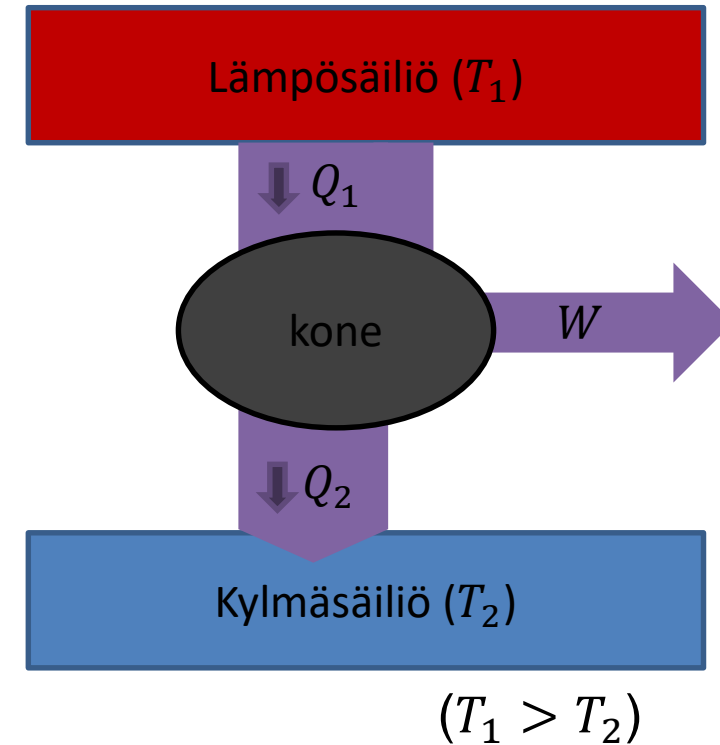 Lämpösäiliö (T₁)
Q₁
kone
W
Q₂
Kylmäsäiliö (T₂)
(T₁ > T₂)